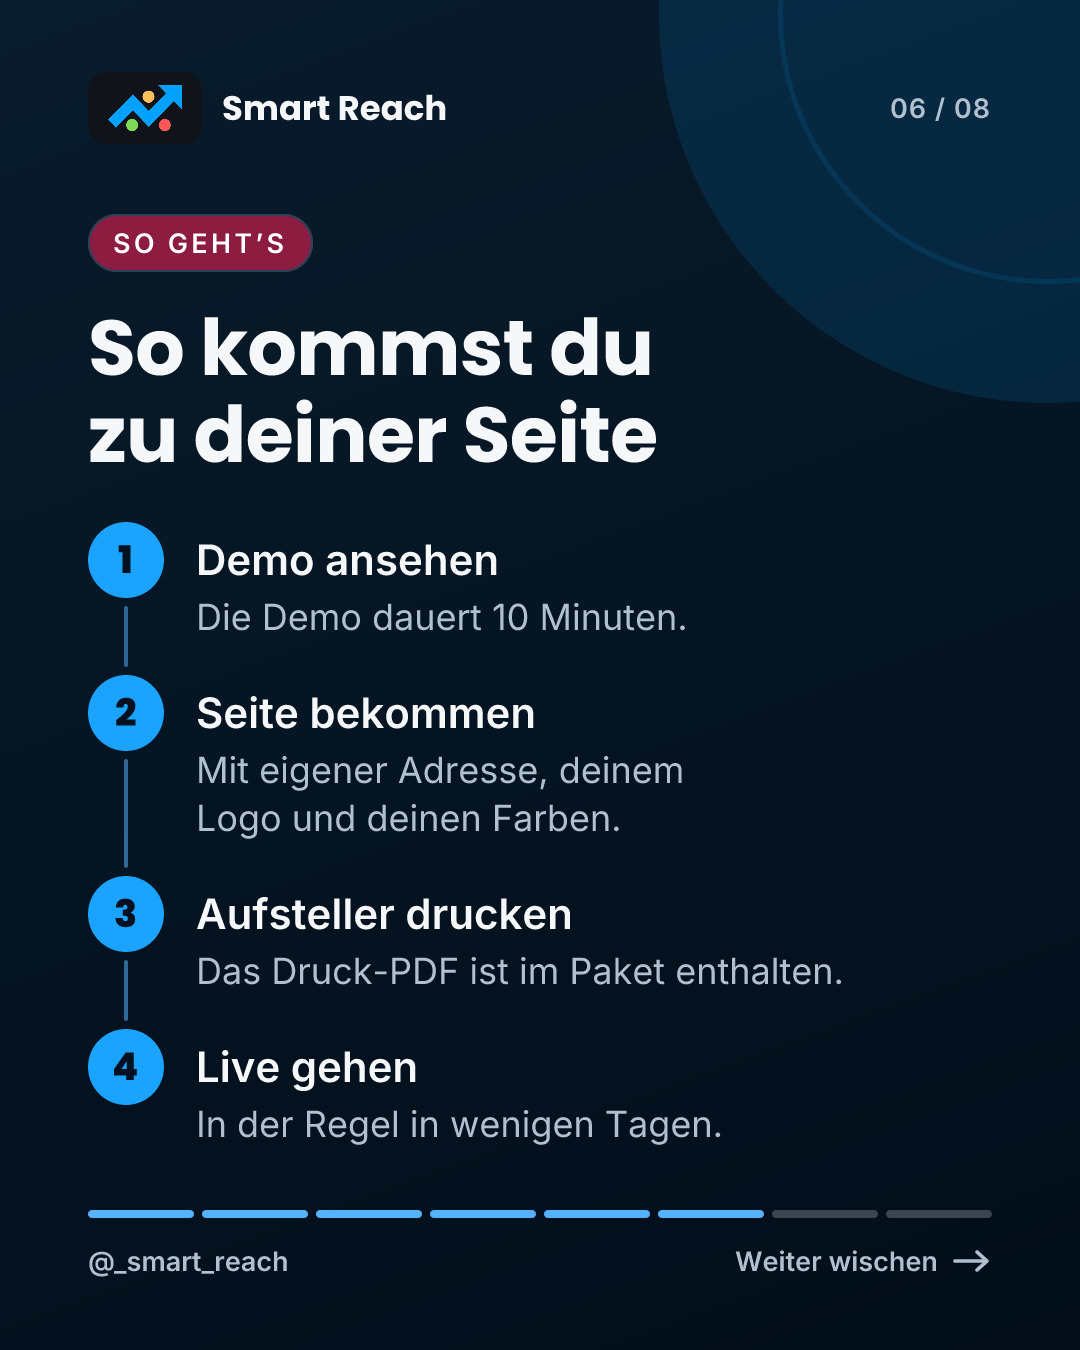 Smart Reach
06 / 08
SO GEHT’S
So kommst du
zu deiner Seite
1
Demo ansehen
Die Demo dauert 10 Minuten.
2
Seite bekommen
Mit eigener Adresse, deinem
Logo und deinen Farben.
3
Aufsteller drucken
Das Druck-PDF ist im Paket enthalten.
4
Live gehen
In der Regel in wenigen Tagen.
@_smart_reach
Weiter wischen →